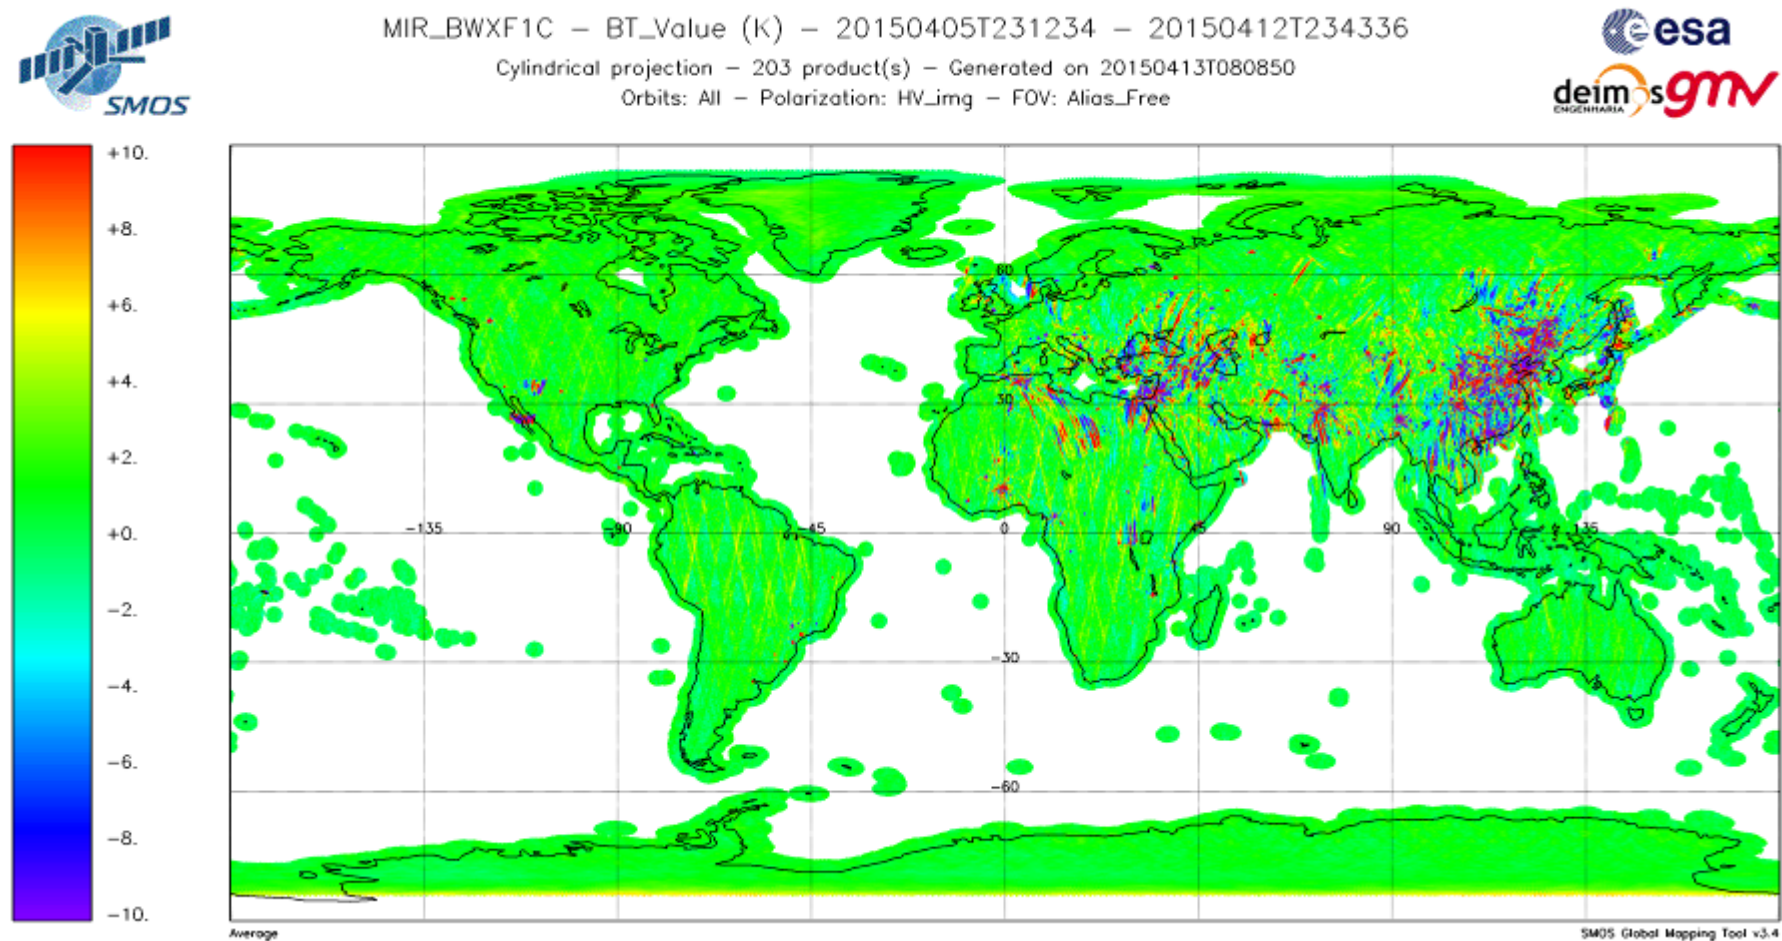 MIR_BWXF1C - BT_Value (K) - 20150405T231234 - 20150412T234336
Cylindrical projection - 203 product(s) - Generated on 20150413T080850
Orbits: All - Polarization: HV_img - FOV: Alias_Free
SMOS
esa
deimos
ENGENHARIA
gmv
+10.
+8.
+6.
+4.
+2.
+0.
-2.
-4.
-6.
-8.
-10.
60
30
-135
-90
-45
0
45
90
135
-30
-60
Average
SMOS Global Mapping Tool v3.4